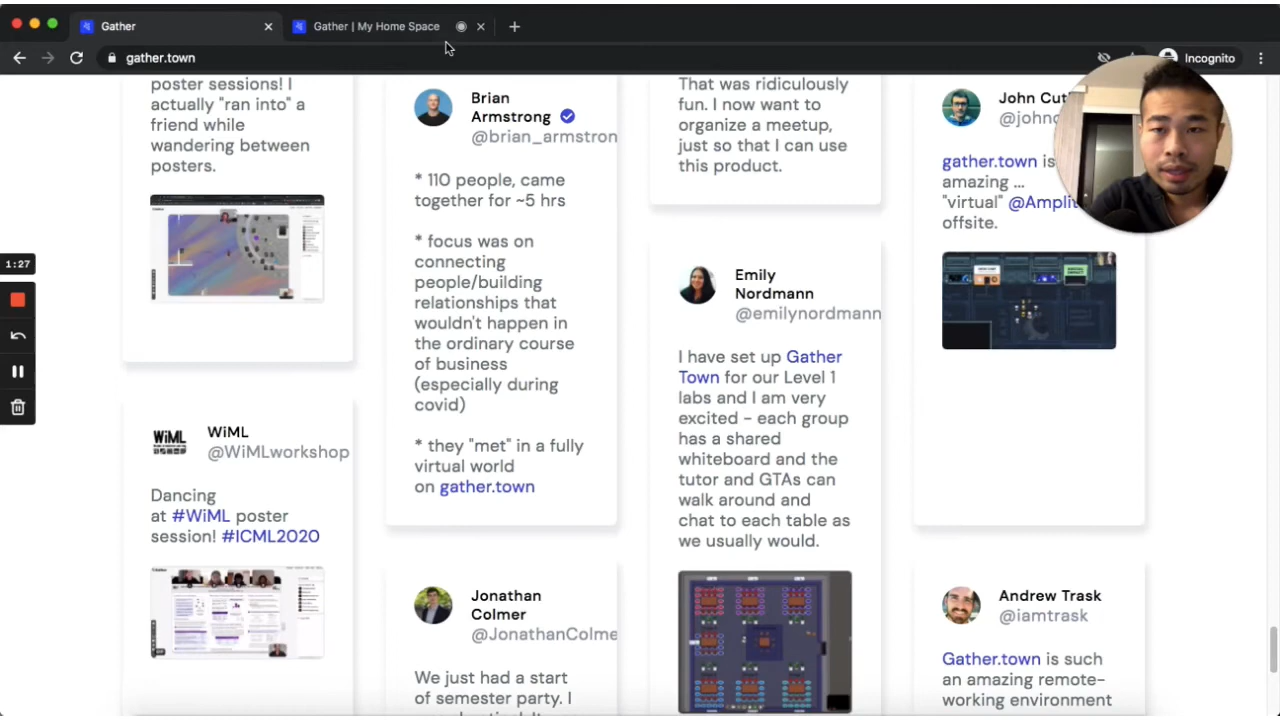 Gather
Gather | My Home Space
gather.town
Incognito
1:27
poster sessions! I
actually "ran into" a
friend while
wandering between
posters.
WiML
@WiMLworkshop
Dancing
at #WiML poster
session! #ICML2020
Brian
Armstrong
@brian_armstron
* 110 people, came
together for ~5 hrs
* focus was on
connecting
people/building
relationships that
wouldn't happen in
the ordinary course
of business
(especially during
covid)
* they "met" in a fully
virtual world
on gather.town
Jonathan
Colmer
@JonathanColme
We just had a start
of semester party. I
That was ridiculously
fun. I now want to
organize a meetup,
just so that I can use
this product.
Emily
Nordmann
@emilynordmann
I have set up Gather
Town for our Level 1
labs and I am very
excited - each group
has a shared
whiteboard and the
tutor and GTAs can
walk around and
chat to each table as
we usually would.
John Cut
@johnc
gather.town is
amazing ...
"virtual" @Ampli
offsite.
Andrew Trask
@iamtrask
Gather.town is such
an amazing remote-
working environment